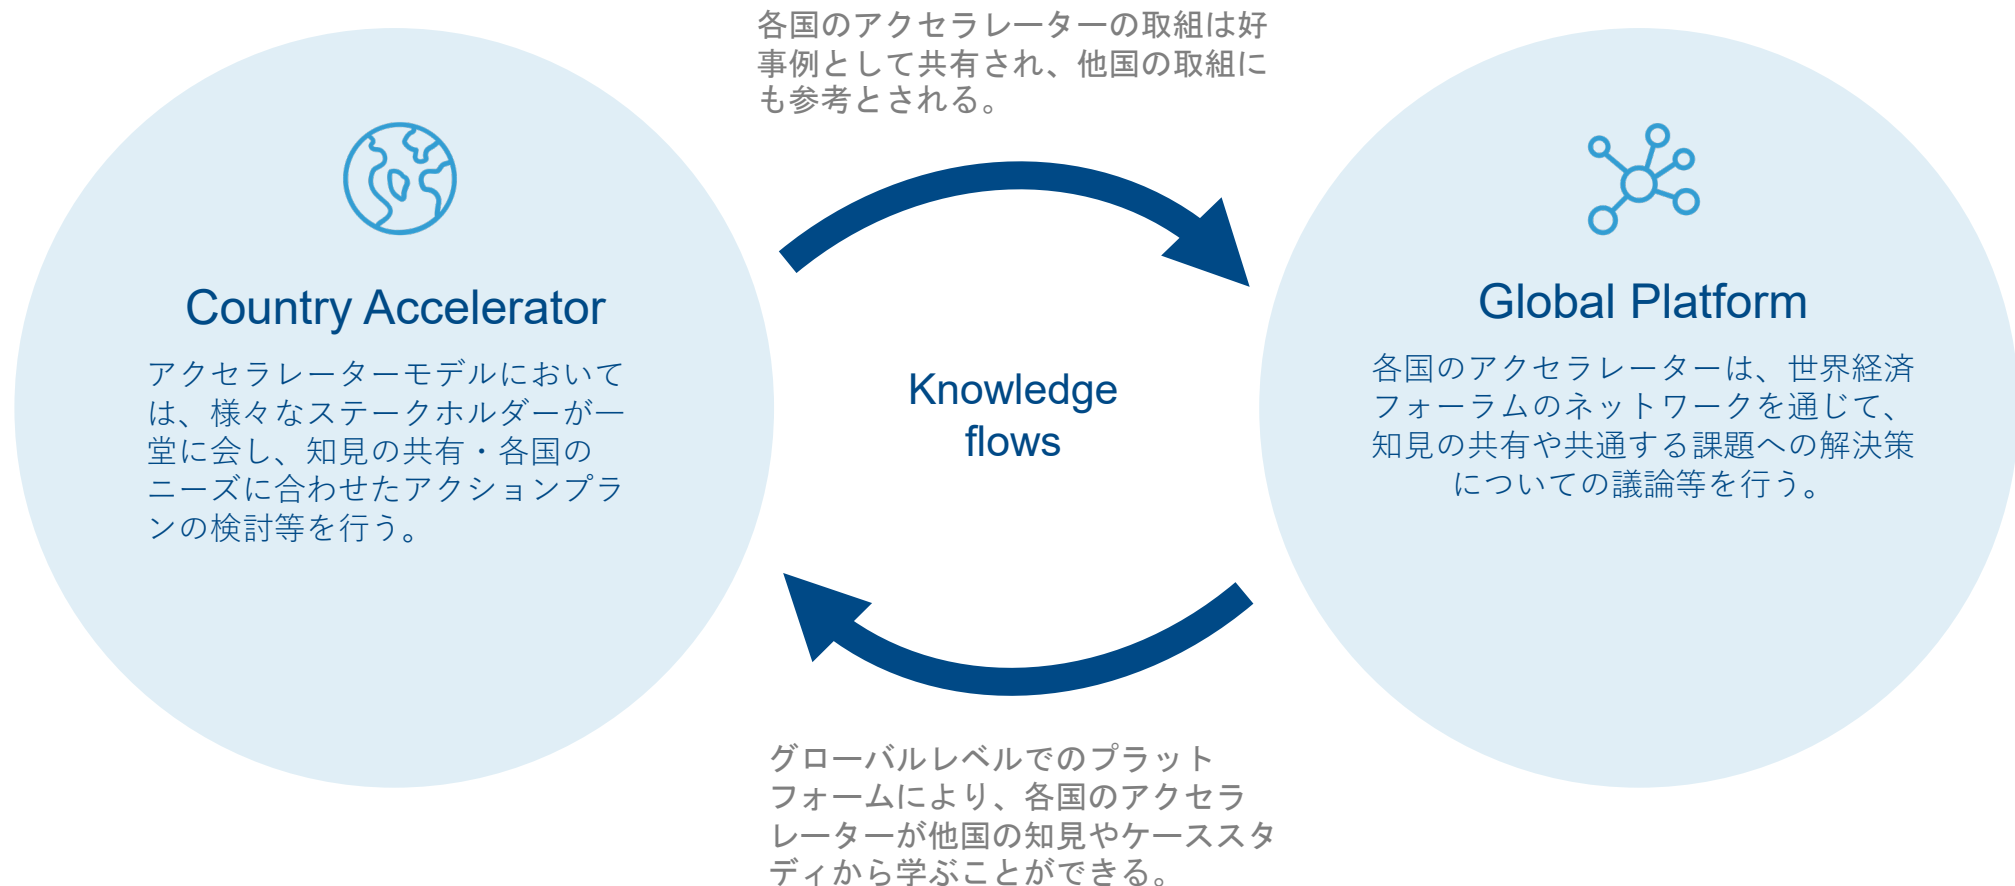 各国のアクセラレーターの取組は好
事例として共有され、他国の取組に
も参考とされる。
Country Accelerator
アクセラレーターモデルにおいて
は、様々なステークホルダーが一
堂に会し、知見の共有・各国の
ニーズに合わせたアクションプラ
ンの検討等を行う。
Knowledge
flows
Global Platform
各国のアクセラレーターは、世界経済
フォーラムのネットワークを通じて、
知見の共有や共通する課題への解決策
についての議論等を行う。
グローバルレベルでのプラット
フォームにより、各国のアクセラ
レーターが他国の知見やケーススタ
ディから学ぶことができる。